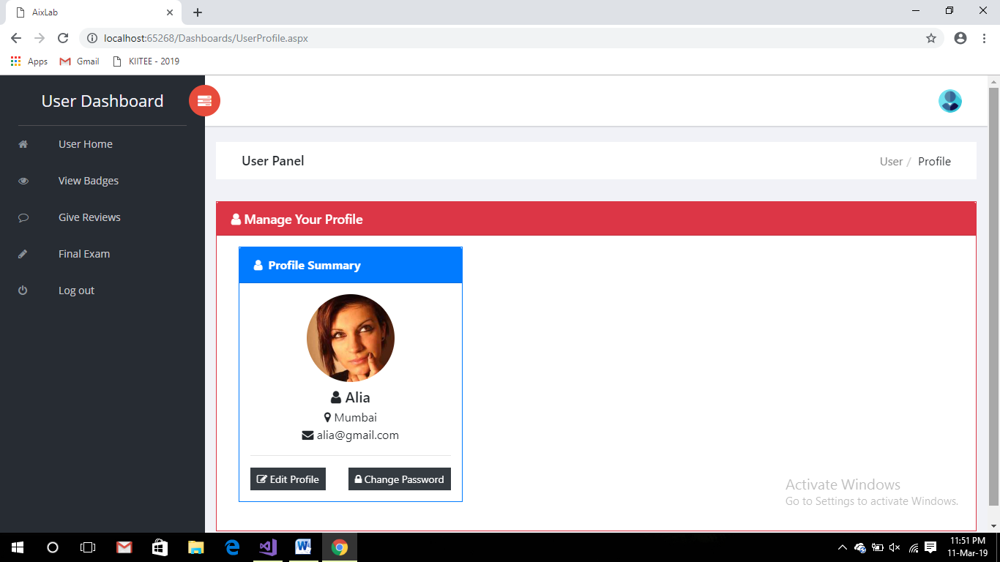 AixLab
localhost:65268/Dashboards/UserProfile.aspx
Apps Gmail KIITEE - 2019
User Dashboard
User Home
View Badges
Give Reviews
Final Exam
Log out
User Panel
User / Profile
Manage Your Profile
Profile Summary
Alia
Mumbai
alia@gmail.com
Edit Profile Change Password
Activate Windows
Go to Settings to activate Windows.
11:51 PM
11-Mar-19